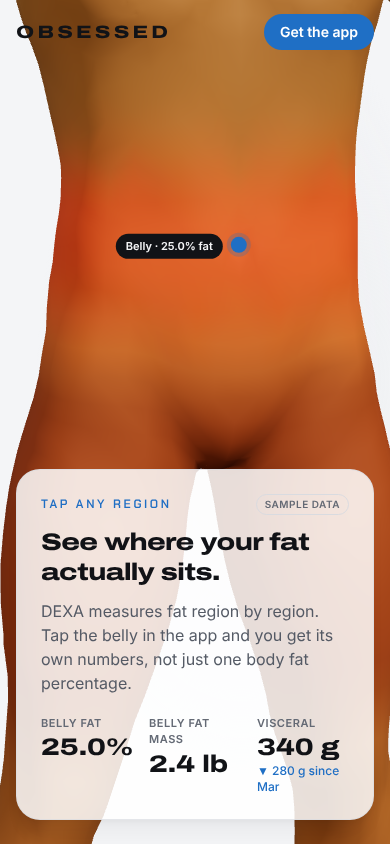 OBSESSED
Get the app
Belly · 25.0% fat
TAP ANY REGION
SAMPLE DATA
See where your fat
actually sits.
DEXA measures fat region by region.
Tap the belly in the app and you get its
own numbers, not just one body fat
percentage.
BELLY FAT
25.0%
BELLY FAT
MASS
2.4 lb
VISCERAL
340 g
▼ 280 g since
Mar